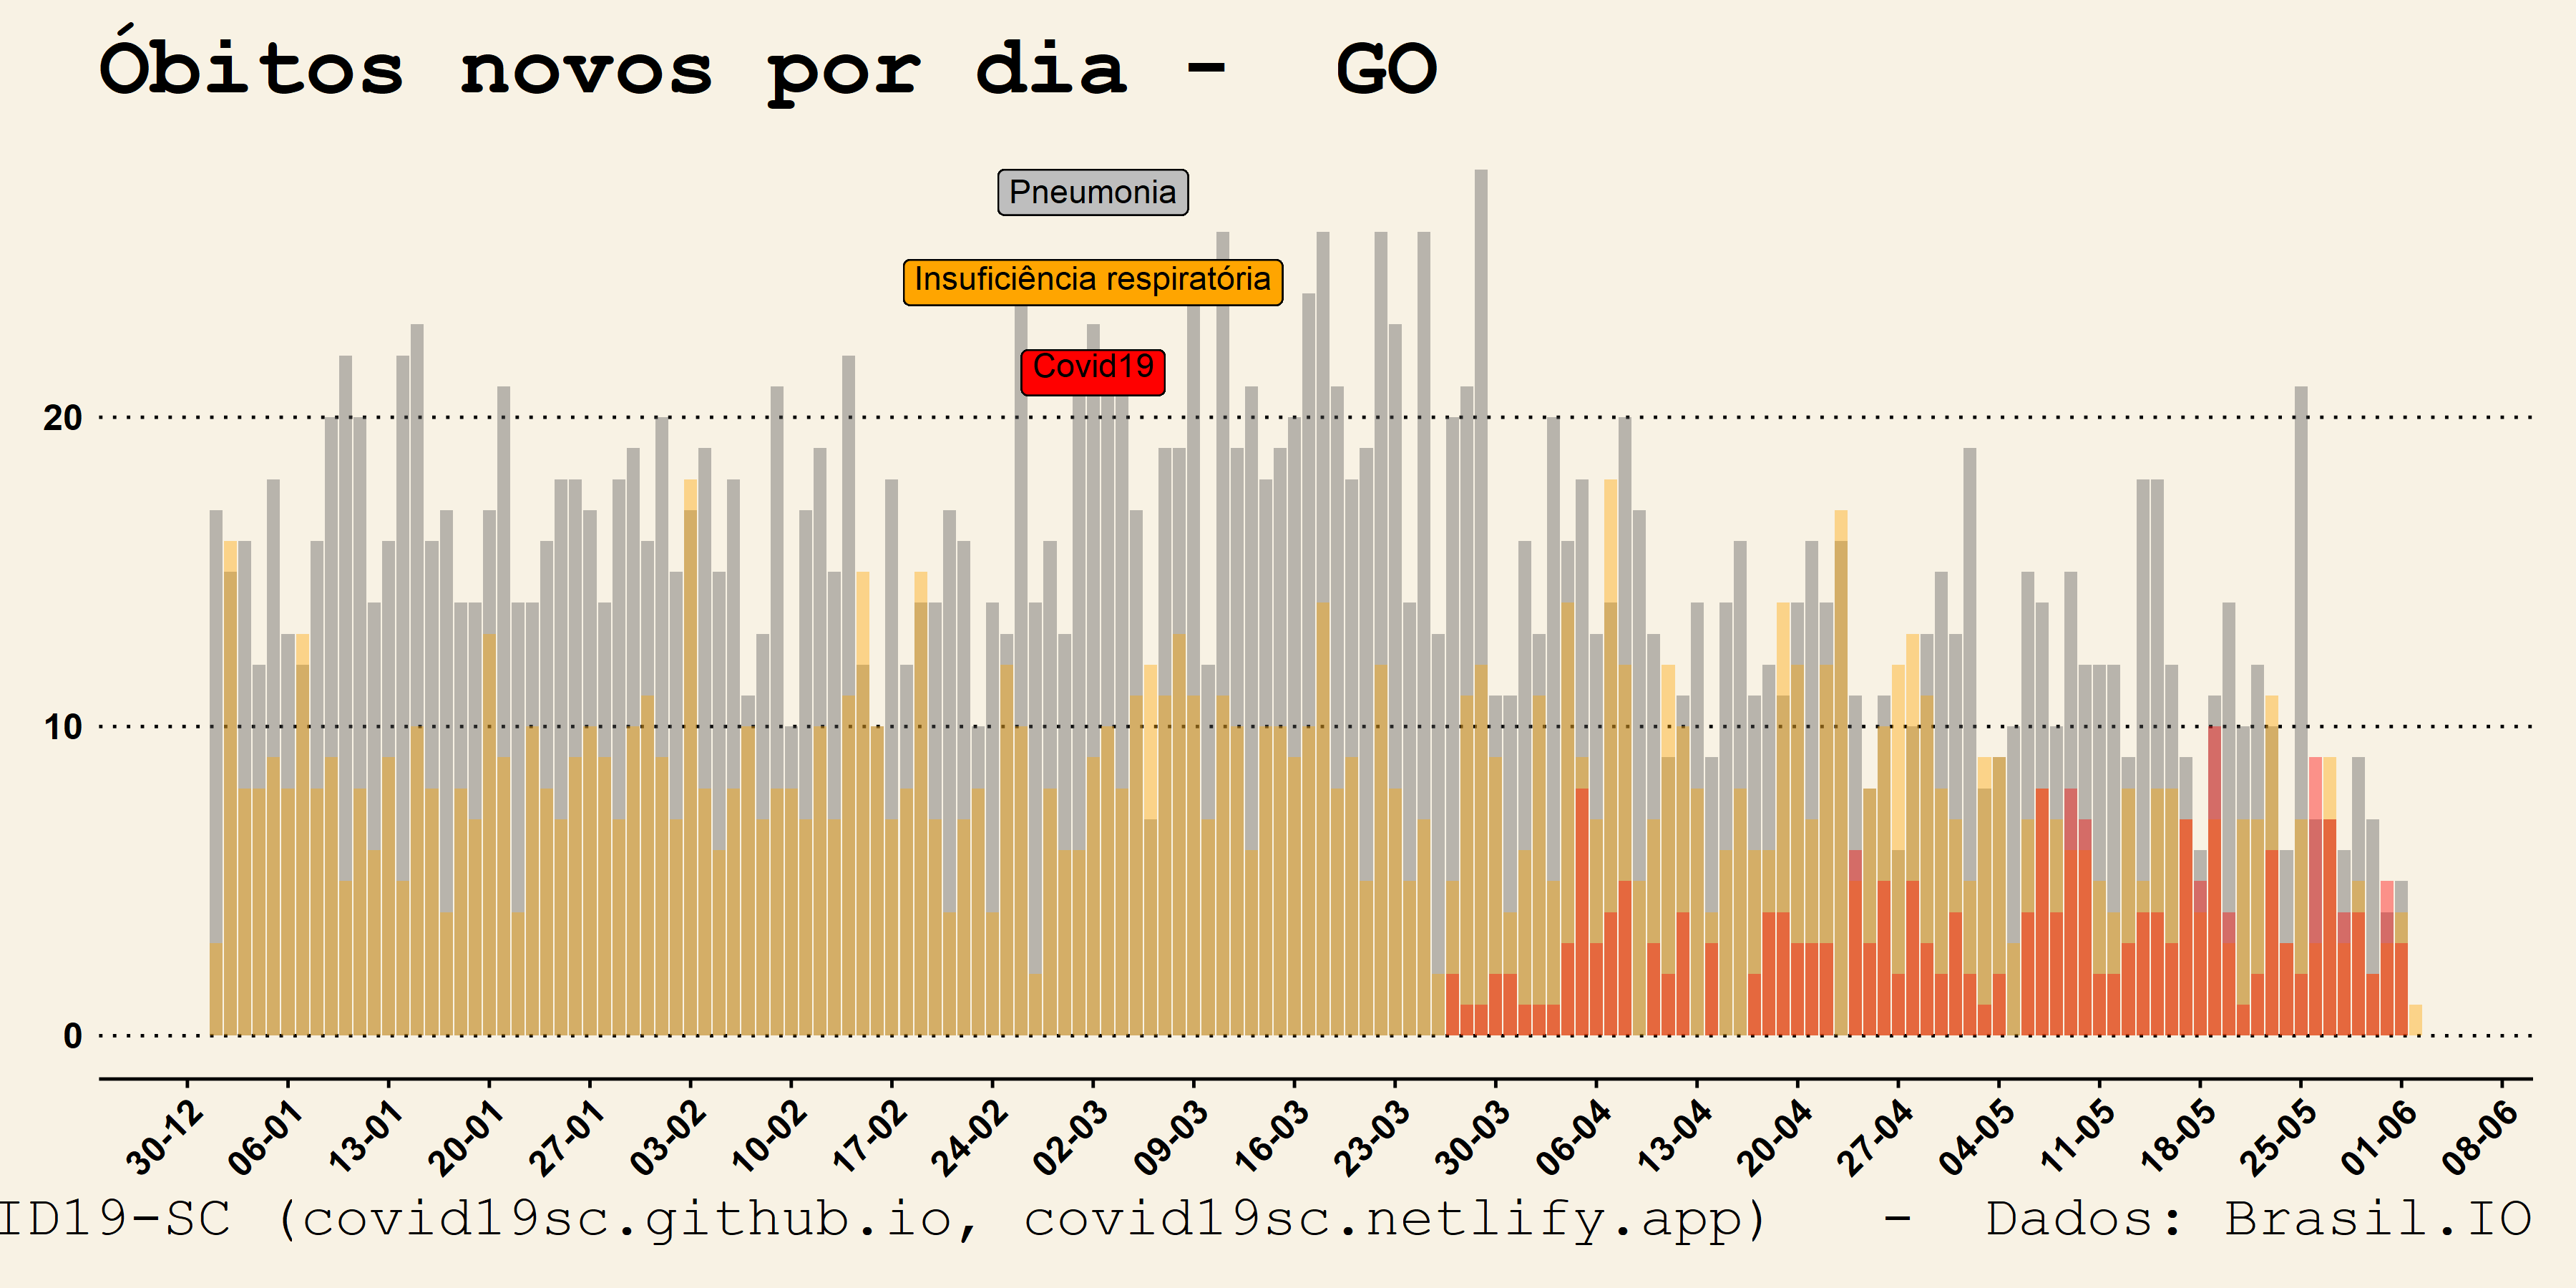 Óbitos novos por dia - GO
Pneumonia
Insuficiência respiratória
Covid19
20
10
0
30-12 06-01 13-01 20-01 27-01 03-02 10-02 17-02 24-02 02-03 09-03 16-03 23-03 30-03 06-04 13-04 20-04 27-04 04-05 11-05 18-05 25-05 01-06 08-06
ID19-SC (covid19sc.github.io, covid19sc.netlify.app) - Dados: Brasil.IO